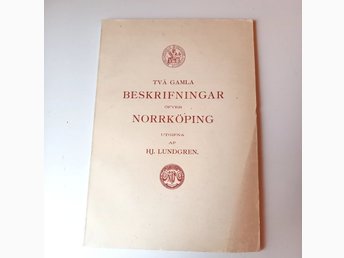 TVÅ GAMLA
BESKRIFNINGAR
ÖFVER
NORRKÖPING
UTGIFNA
AF
HJ. LUNDGREN.